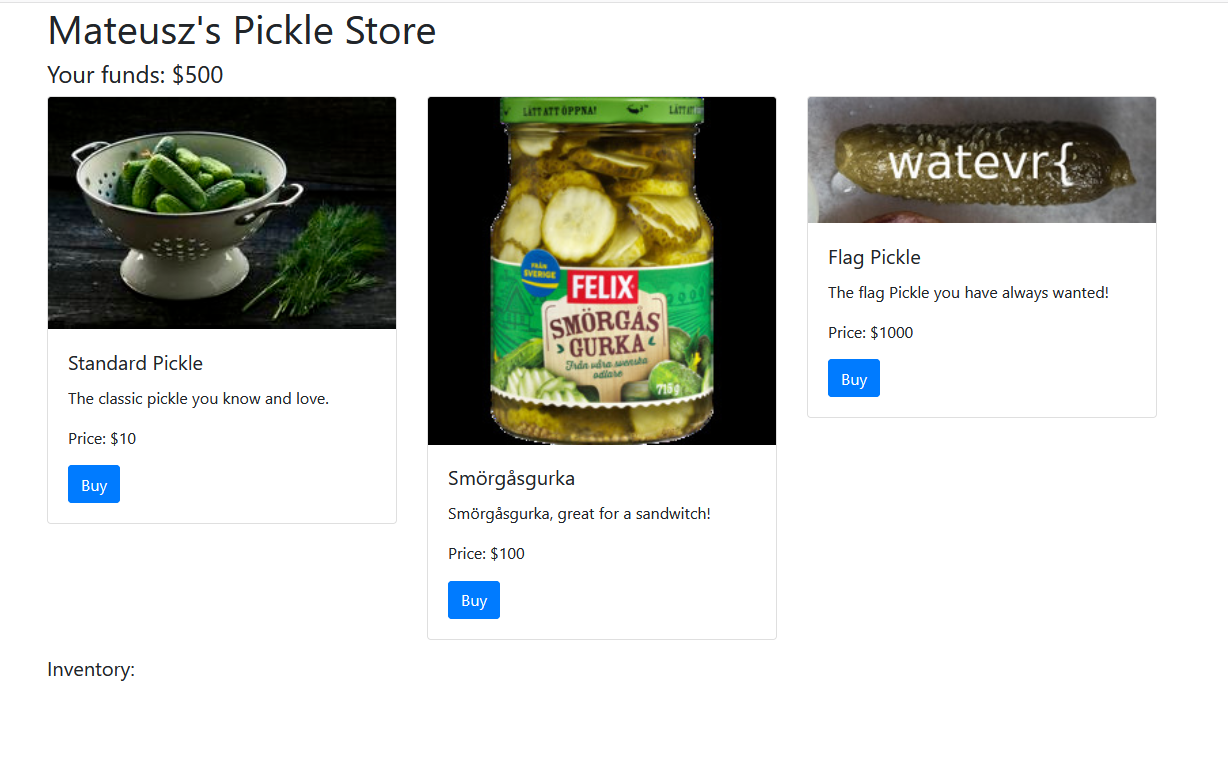 Mateusz's Pickle Store
Your funds: $500
LÄTT ATT ÖPPNA!
LÄTT ATT
FRÅN
SVERIGE
FELIX
SMÖRGÅS
GURKA
Från våra svenska
odlare
715 g
watevr{
Standard Pickle
The classic pickle you know and love.
Price: $10
Buy
Smörgåsgurka
Smörgåsgurka, great for a sandwitch!
Price: $100
Buy
Flag Pickle
The flag Pickle you have always wanted!
Price: $1000
Buy
Inventory: